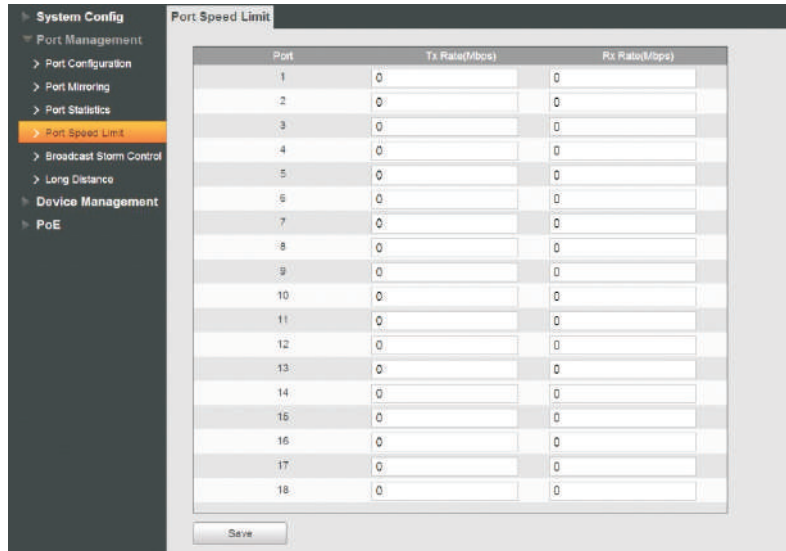 System Config
Port Management
> Port Configuration
> Port Mirroring
> Port Statistics
> Port Speed Limit
> Broadcast Storm Control
> Long Distance
Device Management
PoE
Port Speed Limit
Port Tx Rate(Mbps) Rx Rate(Mbps)
1 0 0
2 0 0
3 0 0
4 0 0
5 0 0
6 0 0
7 0 0
8 0 0
9 0 0
10 0 0
11 0 0
12 0 0
13 0 0
14 0 0
15 0 0
16 0 0
17 0 0
18 0 0
Save